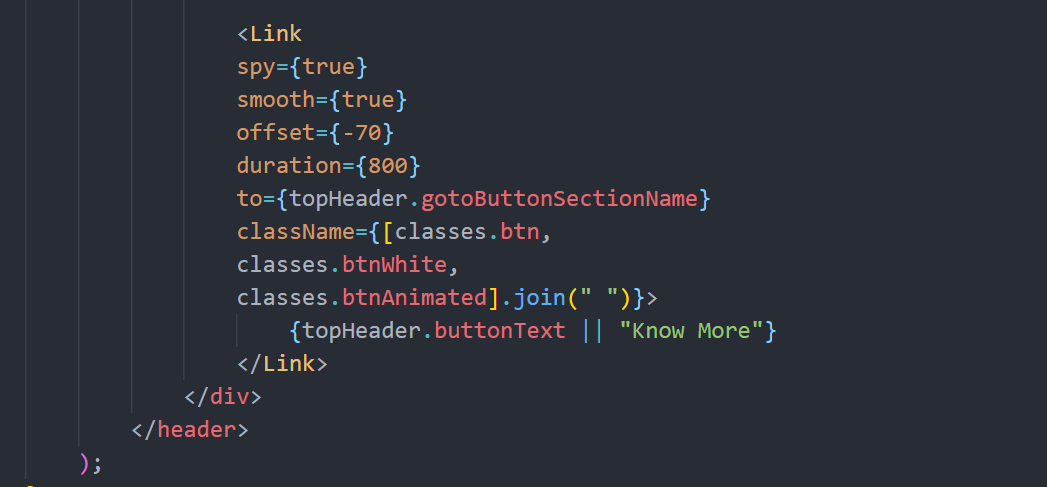 <Link
spy={true}
smooth={true}
offset={-70}
duration={800}
to={topHeader.gotoButtonSectionName}
className={[classes.btn,
classes.btnWhite,
classes.btnAnimated].join(" ")}>
{topHeader.buttonText || "Know More"}
</Link>
</div>
</header>
);